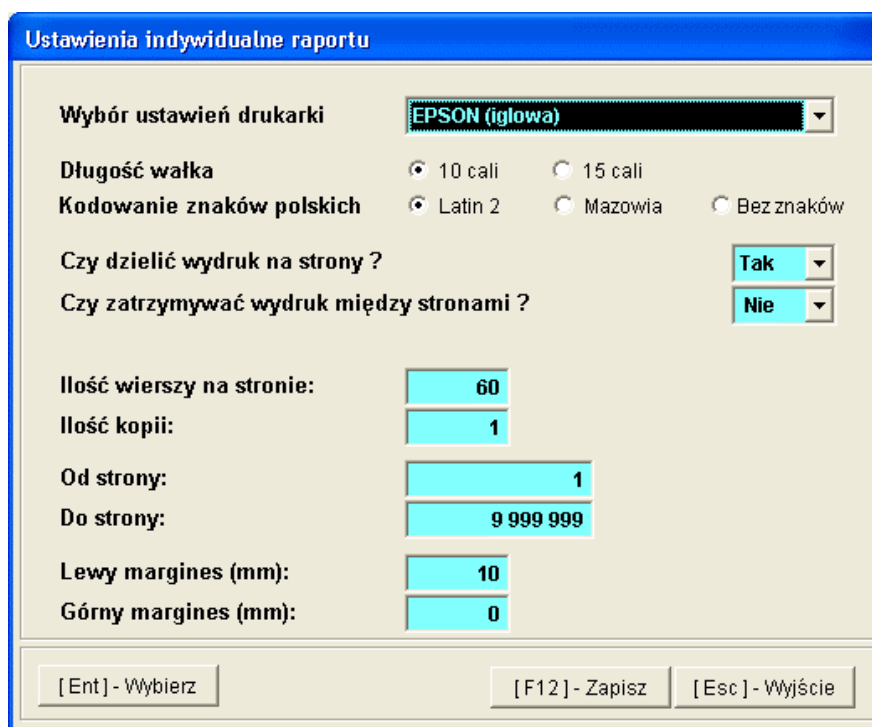 Ustawienia indywidualne raportu
Wybór ustawień drukarki EPSON (iglowa)
Długość wałka 10 cali 15 cali
Kodowanie znaków polskich Latin 2 Mazowia Bez znaków
Czy dzielić wydruk na strony ? Tak
Czy zatrzymywać wydruk między stronami ? Nie
Ilość wierszy na stronie: 60
Ilość kopii: 1
Od strony: 1
Do strony: 9 999 999
Lewy margines (mm): 10
Górny margines (mm): 0
[ Ent ] - Wybierz [ F12 ] - Zapisz [ Esc ] - Wyjście